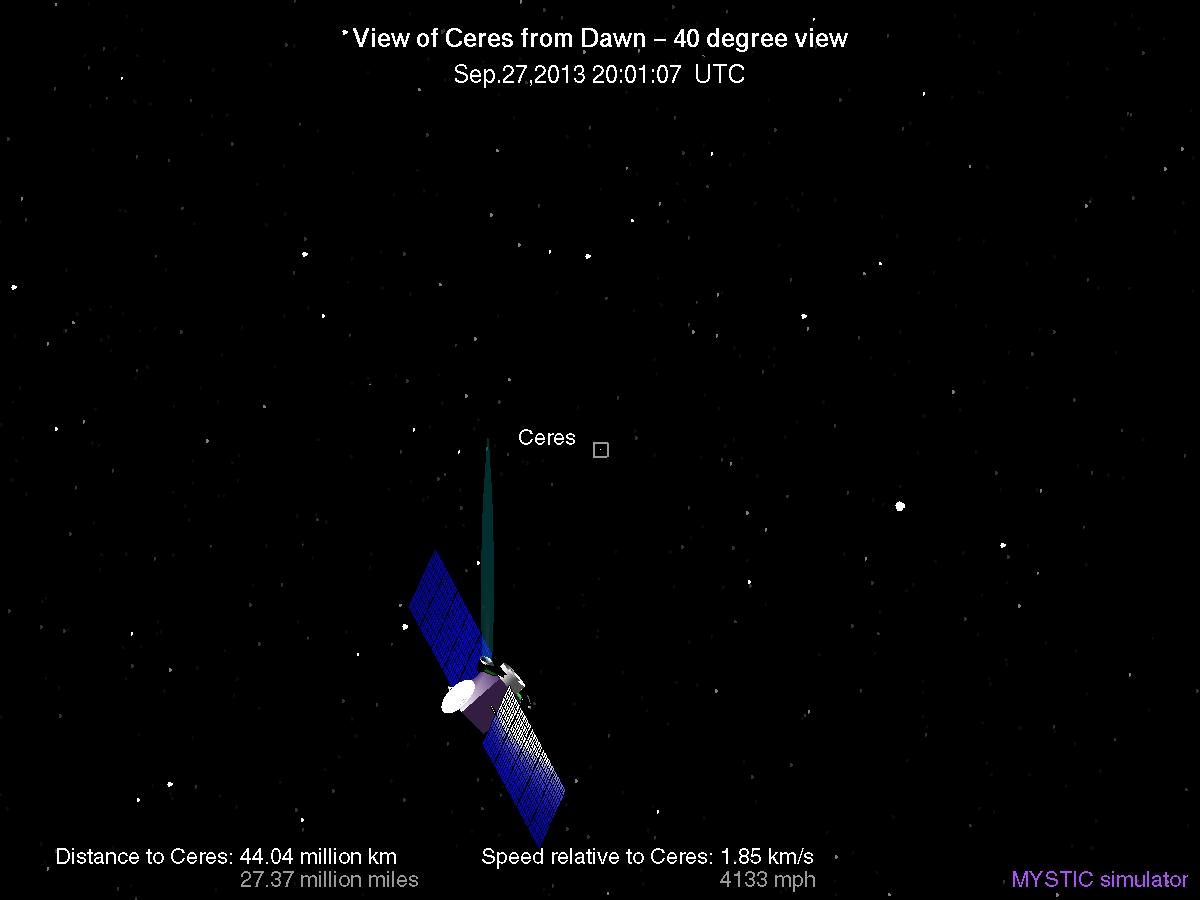 View of Ceres from Dawn – 40 degree view
Sep.27,2013 20:01:07 UTC
Ceres
Distance to Ceres: 44.04 million km
27.37 million miles
Speed relative to Ceres: 1.85 km/s
4133 mph
MYSTIC simulator